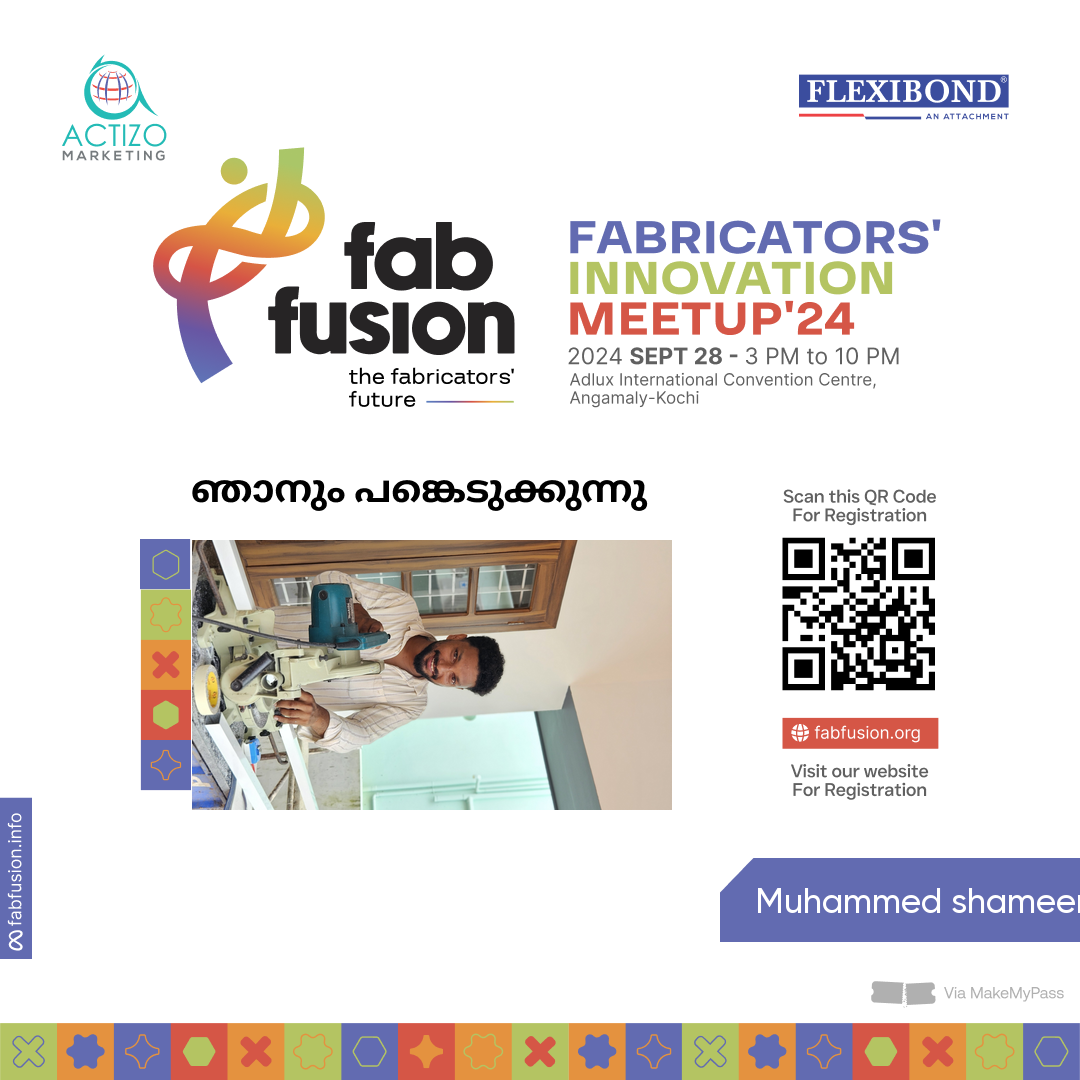 ACTIZO
MARKETING
FLEXIBOND®
AN ATTACHMENT
fab
fusion
the fabricators'
future
FABRICATORS'
INNOVATION
MEETUP'24
2024 SEPT 28 - 3 PM to 10 PM
Adlux International Convention Centre,
Angamaly-Kochi
ഞാനും പങ്കെടുക്കുന്നു
Scan this QR Code
For Registration
fabfusion.org
Visit our website
For Registration
fabfusion.info
Muhammed shameer
Via MakeMyPass